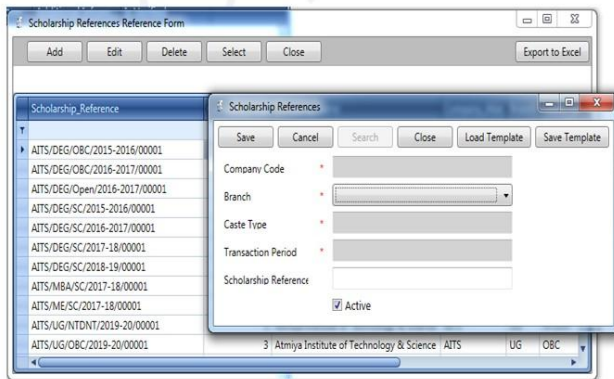 Scholarship References Reference Form
Add Edit Delete Select Close Export to Excel
Scholarship_Reference
AITS/DEG/OBC/2015-2016/00001
AITS/DEG/OBC/2016-2017/00001
AITS/DEG/Open/2016-2017/00001
AITS/DEG/SC/2015-2016/00001
AITS/DEG/SC/2016-2017/00001
AITS/DEG/SC/2017-18/00001
AITS/DEG/SC/2018-19/00001
AITS/MBA/SC/2017-18/00001
AITS/ME/SC/2017-18/00001
AITS/UG/NTDNT/2019-20/00001
AITS/UG/OBC/2019-20/00001 3 Atmiya Institute of Technology & Science AITS UG OBC
Scholarship References
Save Cancel Search Close Load Template Save Template
Company Code *
Branch *
Caste Type *
Transaction Period *
Scholarship Reference
Active